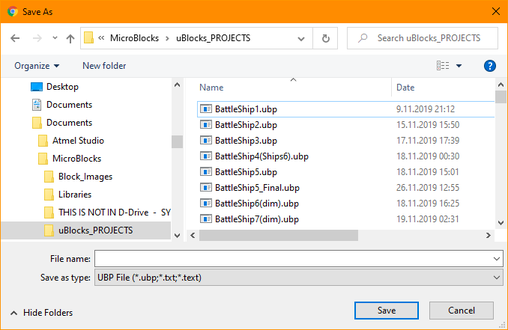 Save As
« MicroBlocks > uBlocks_PROJECTS
Search uBlocks_PROJECTS
Organize
New folder
Desktop
Documents
Documents
Atmel Studio
MicroBlocks
Block_Images
Libraries
THIS IS NOT IN D-Drive - SY
uBlocks_PROJECTS
Name
Date modified
BattleShip1.ubp 9.11.2019 21:12
BattleShip2.ubp 15.11.2019 15:50
BattleShip3.ubp 17.11.2019 17:39
BattleShip4(Ships6).ubp 18.11.2019 00:30
BattleShip5.ubp 18.11.2019 15:01
BattleShip5_Final.ubp 26.11.2019 12:55
BattleShip6(dim).ubp 18.11.2019 16:25
BattleShip7(dim).ubp 19.11.2019 02:31
File name:
Save as type: UBP File (*.ubp;*.txt;*.text)
Hide Folders
Save
Cancel